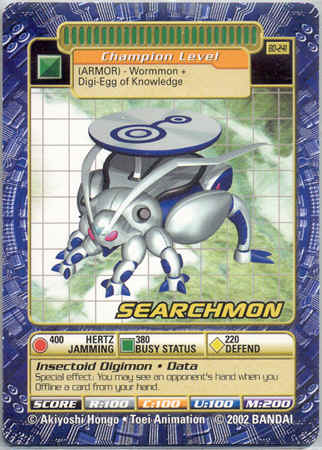 Champion Level
BO-241
(ARMOR) - Wormmon +
Digi-Egg of Knowledge
SEARCHMON
400 HERTZ JAMMING
380 BUSY STATUS
220 DEFEND
Insectoid Digimon • Data
Special effect: You may see an opponent's hand when you
Offline a card from your hand.
SCORE R:100 C:100 U:100 M:200
© Akiyoshi Hongo • Toei Animation • © 2002 BANDAI